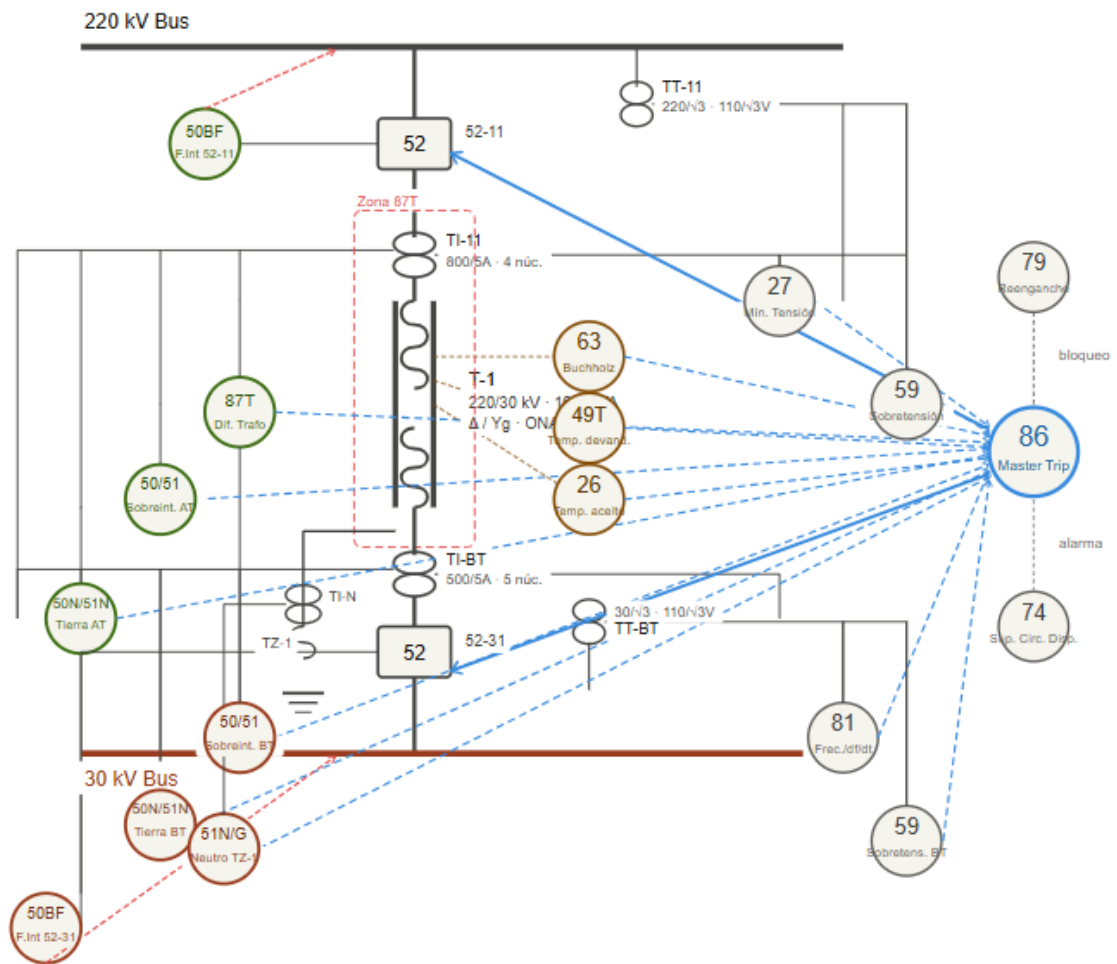 220 kV Bus
TT-11
220/√3 · 110/√3V
50BF
F.Int 52-11
52
52-11
Zona 87T
TI-11
800/5A · 4 núc.
27
Min. Tensión
79
Reenganche
bloqueo
63
Buchholz
T-1
220/30 kV ·
Δ / Yg ·
49T
Temp. devand.
59
Sobretensión
87T
Dif. Trafo
86
Master Trip
50/51
Sobreint. AT
26
Temp. aceite
alarma
TI-BT
500/5A · 5 núc.
50N/51N
Tierra AT
TI-N
30/√3 · 110/√3V
TT-BT
74
Sup. Circ. Disp.
TZ-1
52
52-31
50/51
Sobreint. BT
81
Frec./df/dt
30 kV Bus
50N/51N
Tierra BT
51N/G
Neutro TZ-1
59
Sobretens. BT
50BF
F.Int 52-31